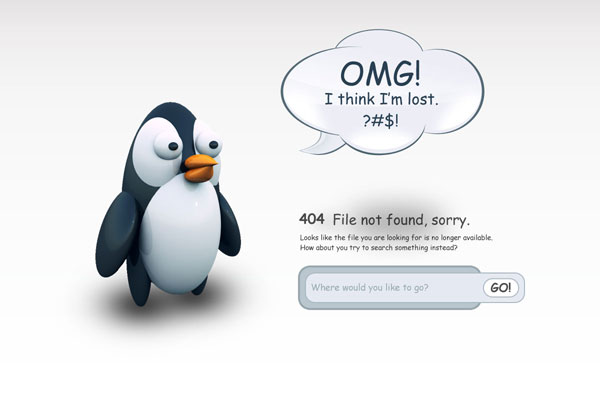 OMG!
I think I'm lost.
?#$!
404 File not found, sorry.
Looks like the file you are looking for is no longer available.
How about you try to search something instead?
Where would you like to go? GO!